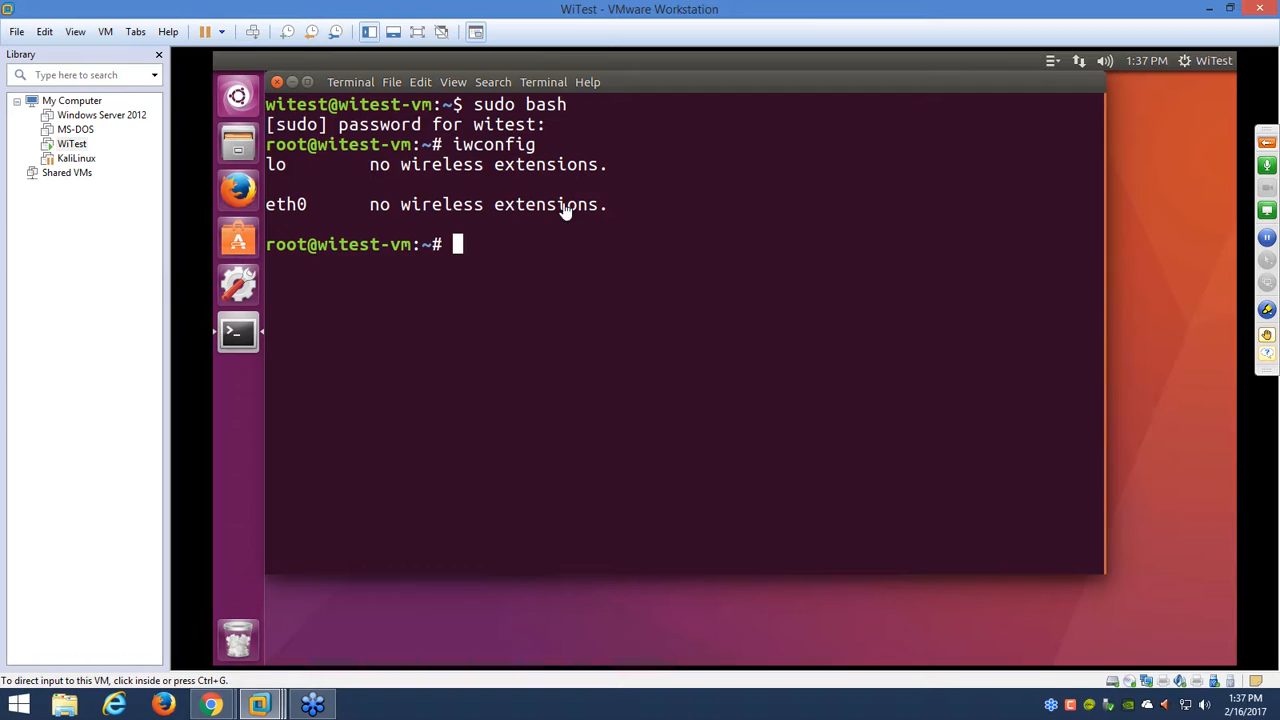 WiTest - VMware Workstation
File Edit View VM Tabs Help
Library
Type here to search
My Computer
Windows Server 2012
MS-DOS
WiTest
KaliLinux
Shared VMs
1:37 PM WiTest
Terminal File Edit View Search Terminal Help
witest@witest-vm:~$ sudo bash
[sudo] password for witest:
root@witest-vm:~# iwconfig
lo no wireless extensions.
eth0 no wireless extensions.
root@witest-vm:~#
To direct input to this VM, click inside or press Ctrl+G.
1:37 PM
2/16/2017